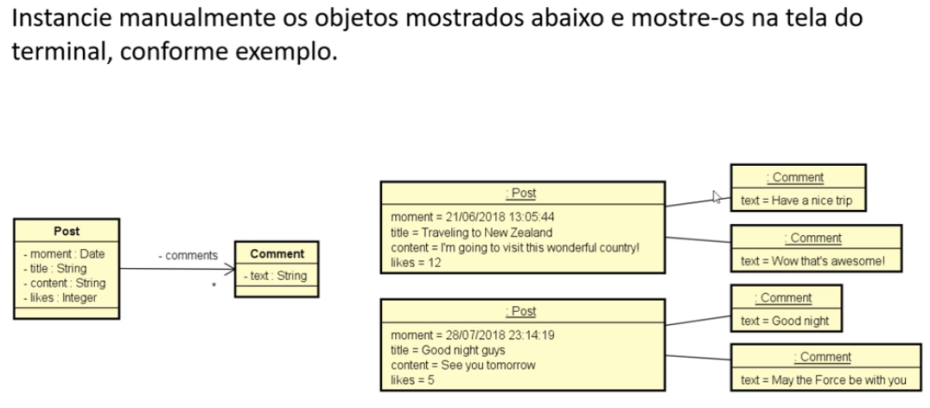 Instancie manualmente os objetos mostrados abaixo e mostre-os na tela do
terminal, conforme exemplo.
Post
- moment : Date
- title : String
- content : String
- likes : Integer
- comments
*
Comment
- text : String
: Post
moment = 21/06/2018 13:05:44
title = Traveling to New Zealand
content = I'm going to visit this wonderful country!
likes = 12
: Comment
text = Have a nice trip
: Comment
text = Wow that's awesome!
: Post
moment = 28/07/2018 23:14:19
title = Good night guys
content = See you tomorrow
likes = 5
: Comment
text = Good night
: Comment
text = May the Force be with you